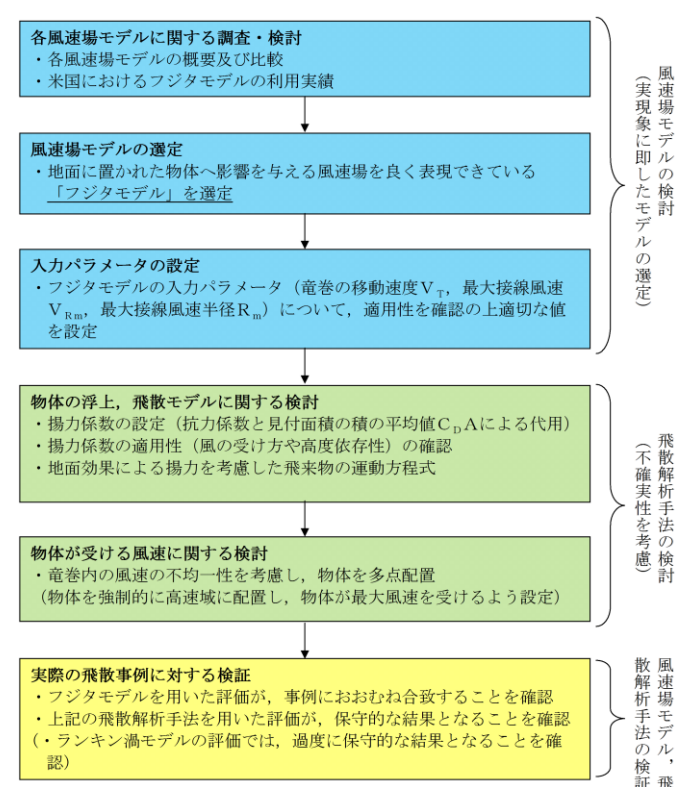 各風速場モデルに関する調査・検討
・各風速場モデルの概要及び比較
・米国におけるフジタモデルの利用実績
風速場モデルの選定
・地面に置かれた物体へ影響を与える風速場を良く表現できている
「フジタモデル」を選定
入力パラメータの設定
・フジタモデルの入力パラメータ（竜巻の移動速度ＶT，最大接線風速
ＶRm，最大接線風速半径Ｒm）について，適用性を確認の上適切な値
を設定
風速場モデルの検討
（実現象に即したモデルの選定）
物体の浮上，飛散モデルに関する検討
・揚力係数の設定（抗力係数と見付面積の積の平均値ＣDＡによる代用）
・揚力係数の適用性（風の受け方や高度依存性）の確認
・地面効果による揚力を考慮した飛来物の運動方程式
物体が受ける風速に関する検討
・竜巻内の風速の不均一性を考慮し，物体を多点配置
（物体を強制的に高速域に配置し，物体が最大風速を受けるよう設定）
飛散解析手法の検討
（不確実性を考慮）
実際の飛散事例に対する検証
・フジタモデルを用いた評価が，事例におおむね合致することを確認
・上記の飛散解析手法を用いた評価が，保守的な結果となることを確認
（・ランキン渦モデルの評価では，過度に保守的な結果となることを確
認）
風速場モデル，飛
散解析手法の検証